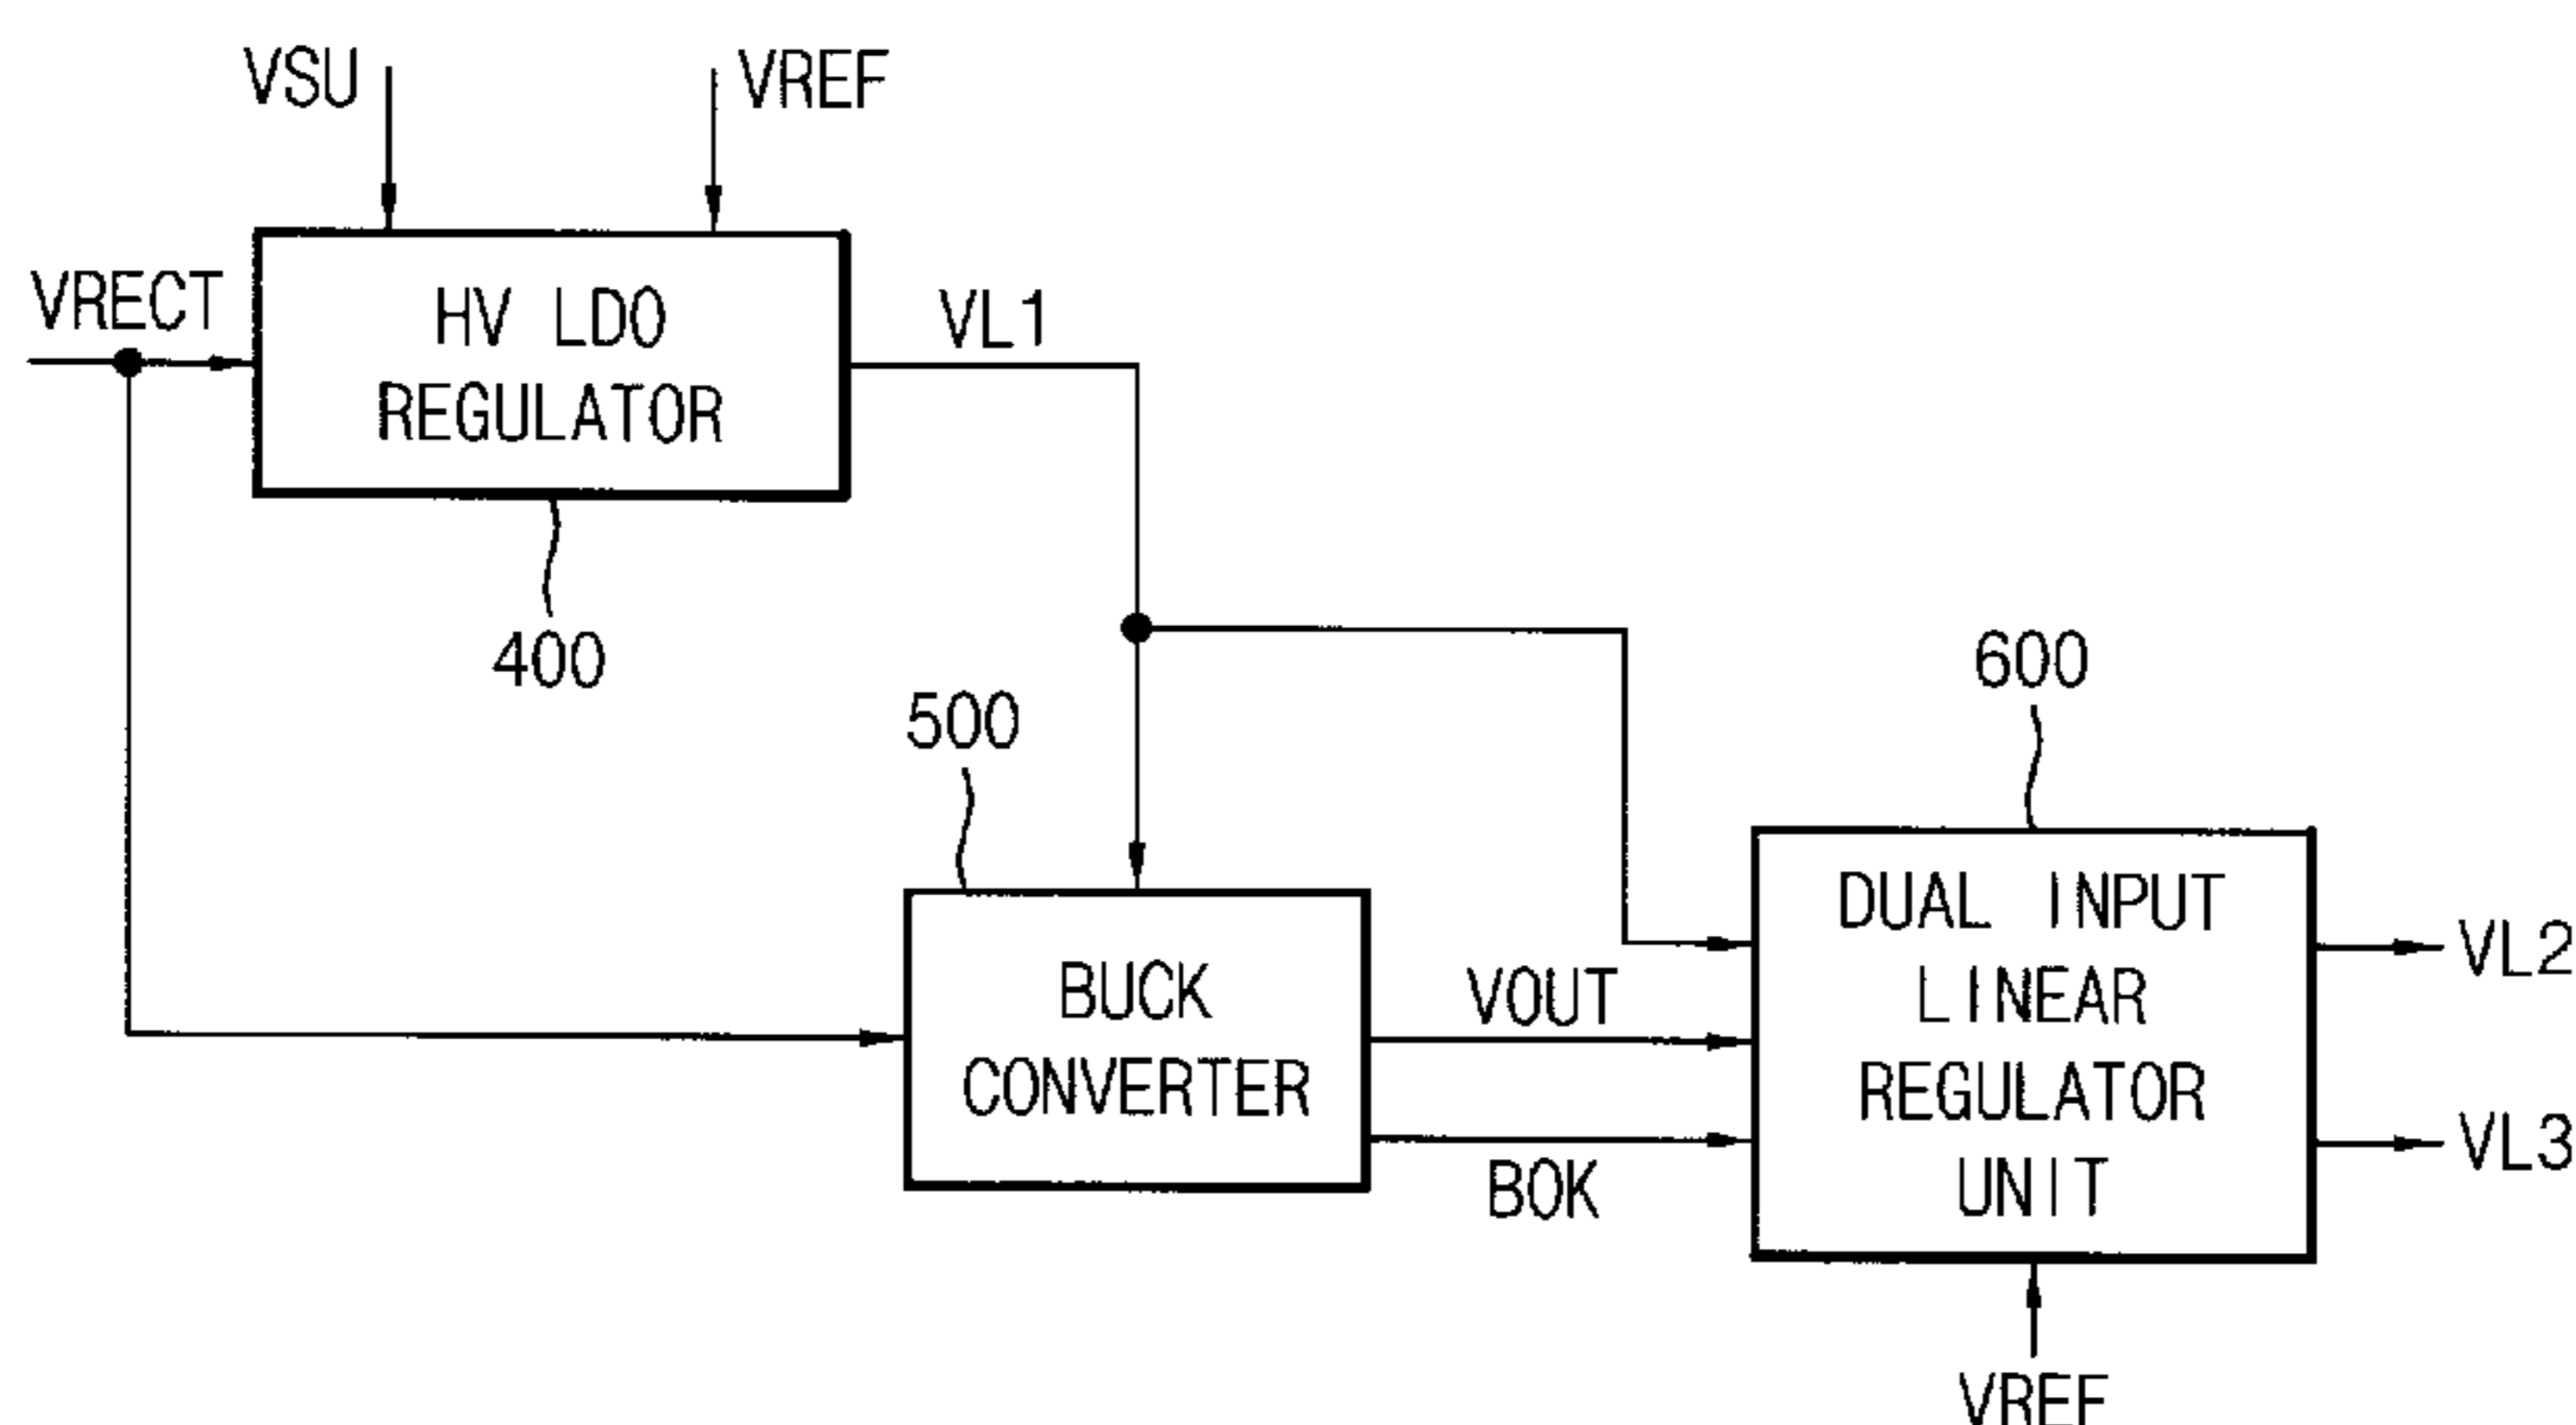 VSU
VREF
VRECT
HV LDO
REGULATOR
VL1
400
500
600
BUCK
CONVERTER
VOUT
BOK
DUAL INPUT
LINEAR
REGULATOR
UNIT
VL2
VL3
VREF